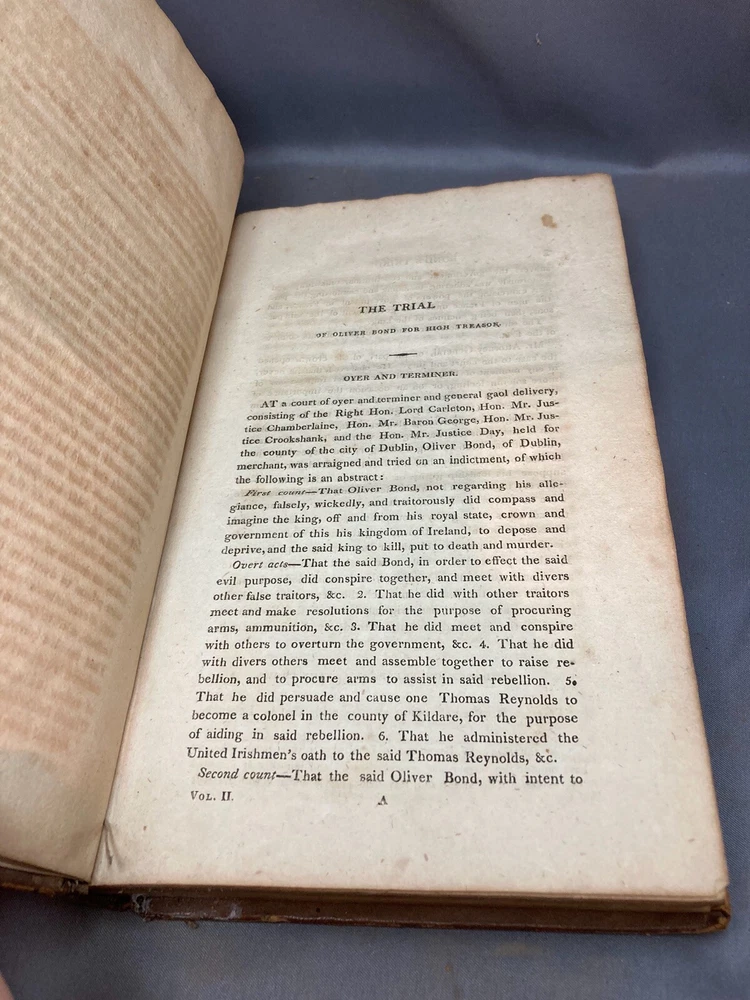 THE TRIAL
OF OLIVER BOND FOR HIGH TREASON.
OYER AND TERMINER.
AT a court of oyer and terminer and general gaol delivery,
consisting of the Right Hon. Lord Carleton, Hon. Mr. Jus-
tice Chamberlaine, Hon. Mr. Baron George, Hon. Mr. Jus-
tice Crookshank, and the Hon. Mr. Justice Day, held for
the county of the city of Dublin, Oliver Bond, of Dublin,
merchant, was arraigned and tried on an indictment, of which
the following is an abstract:
First count—That Oliver Bond, not regarding his alle-
giance, falsely, wickedly, and traitorously did compass and
imagine the king, off and from his royal state, crown and
government of this his kingdom of Ireland, to depose and
deprive, and the said king to kill, put to death and murder.
Overt acts—That the said Bond, in order to effect the said
evil purpose, did conspire together, and meet with divers
other false traitors, &c. 2. That he did with other traitors
meet and make resolutions for the purpose of procuring
arms, ammunition, &c. 3. That he did meet and conspire
with others to overturn the government, &c. 4. That he did
with divers others meet and assemble together to raise re-
bellion, and to procure arms to assist in said rebellion. 5.
That he did persuade and cause one Thomas Reynolds to
become a colonel in the county of Kildare, for the purpose
of aiding in said rebellion. 6. That he administered the
United Irishmen's oath to the said Thomas Reynolds, &c.
Second count—That the said Oliver Bond, with intent to
VOL. II. A